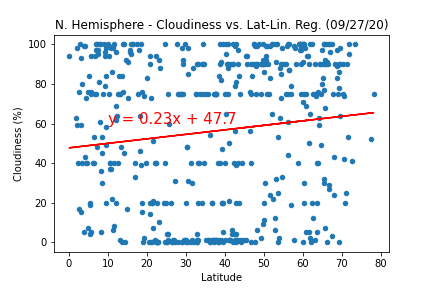 N. Hemisphere - Cloudiness vs. Lat-Lin. Reg. (09/27/20)
100
80
60
40
20
0
Cloudiness (%)
y = 0.23x + 47.7
0 10 20 30 40 50 60 70 80
Latitude